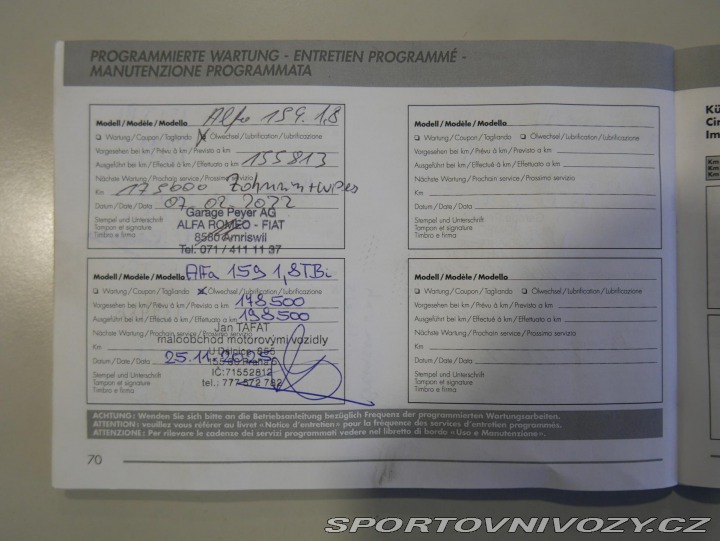 PROGRAMMIERTE WARTUNG - ENTRETIEN PROGRAMMÉ -
MANUTENZIONE PROGRAMMATA
Modell / Modèle / Modello Alfa 159 1,8
Wartung / Coupon / Tagliando Ölwechsel / Lubrification / Lubrificazione
Vorgesehen bei km / Prévu à km / Previsto a km
Ausgeführt bei km / Effectué à km / Effettuato a km 155813
Nächste Wartung / Prochain service / Prossimo servizio
Km Zahnriemen+wapu
Datum / Date / Data 07.02.2022
Stempel und Unterschrift
Tampon et signature
Timbro e firma
Garage Peyer AG
ALFA ROMEO - FIAT
8580 Amriswil
Tel. 071 / 411 11 37
Modell / Modèle / Modello Alfa 159 1,8TBi
Wartung / Coupon / Tagliando Ölwechsel / Lubrification / Lubrificazione
Vorgesehen bei km / Prévu à km / Previsto a km 198500
Ausgeführt bei km / Effectué à km / Effettuato a km 198500
Nächste Wartung / Prochain service / Prossimo servizio
Km
Datum / Date / Data 25.11.
Stempel und Unterschrift
Tampon et signature
Timbro e firma
Jan TAFAT
maloobchod motorovými vozidly
IČ:71552812
tel.: 777 572 782
Modell / Modèle / Modello
Wartung / Coupon / Tagliando Ölwechsel / Lubrification / Lubrificazione
Vorgesehen bei km / Prévu à km / Previsto a km
Ausgeführt bei km / Effectué à km / Effettuato a km
Nächste Wartung / Prochain service / Prossimo servizio
Km
Datum / Date / Data
Stempel und Unterschrift
Tampon et signature
Timbro e firma
Modell / Modèle / Modello
Wartung / Coupon / Tagliando Ölwechsel / Lubrification / Lubrificazione
Vorgesehen bei km / Prévu à km / Previsto a km
Ausgeführt bei km / Effectué à km / Effettuato a km
Nächste Wartung / Prochain service / Prossimo servizio
Km
Datum / Date / Data
Stempel und Unterschrift
Tampon et signature
Timbro e firma
ACHTUNG: Wenden Sie sich bitte an die Betriebsanleitung bezüglich Frequenz der programmierten Wartungsarbeiten.
ATTENTION: veuillez vous référer au livret «Notice d'entretien» pour la fréquence des services d'entretien programmés.
ATTENZIONE: Per rilevare le cadenze dei servizi programmati vedere nel libretto di bordo «Uso e Manutenzione».
70
Kü
Cir
Im
Km
Km
Km
SPORTOVNIVOZY.CZ